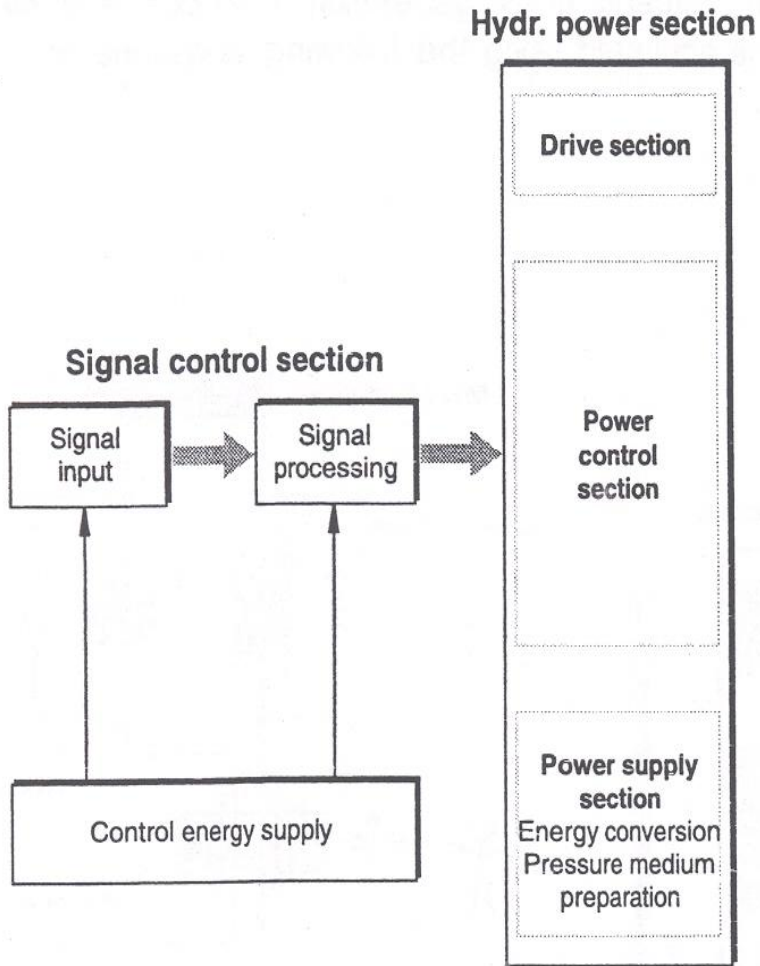 Hydr. power section
Drive section
Signal control section
Signal
input
Signal
processing
Power
control
section
Control energy supply
Power supply
section
Energy conversion
Pressure medium
preparation